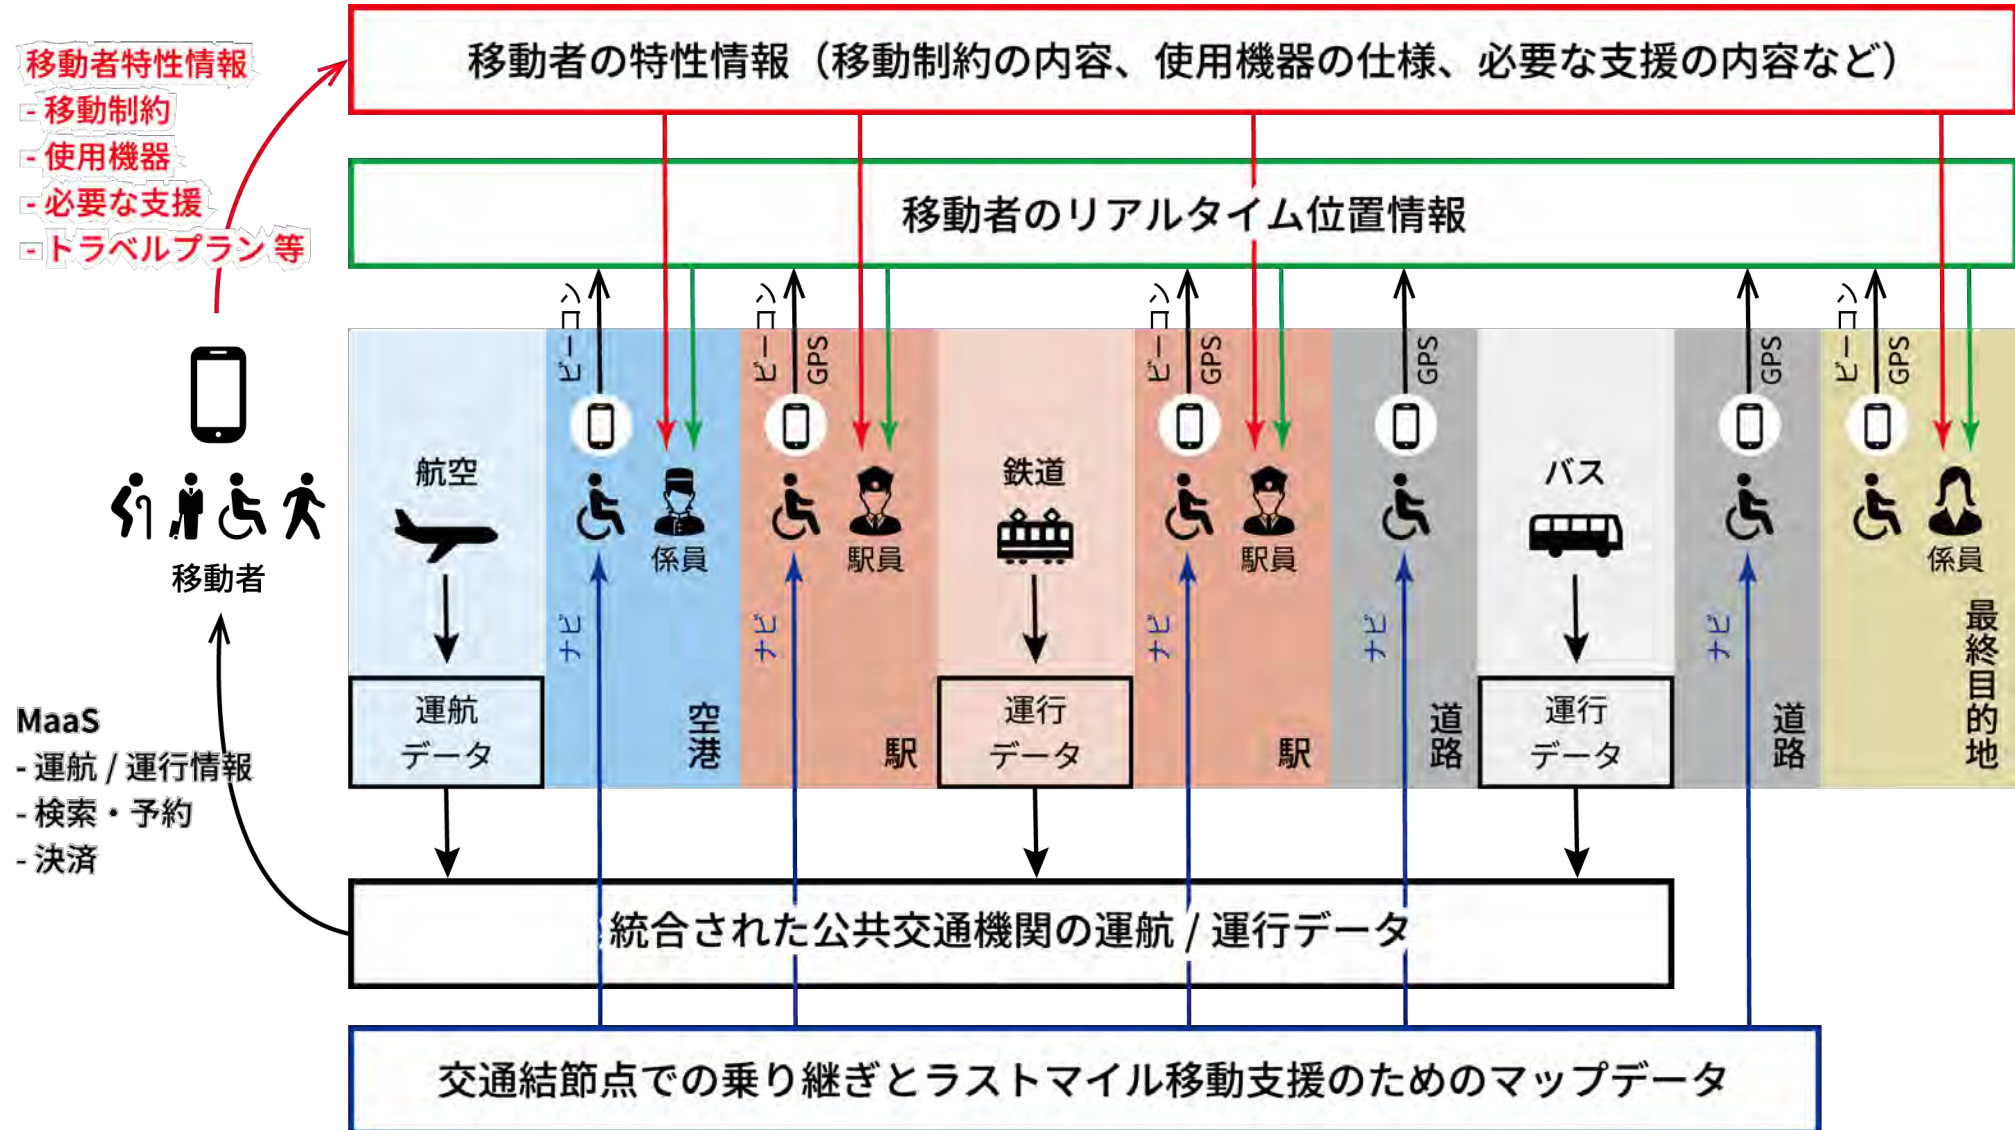 移動者特性情報
- 移動制約
- 使用機器
- 必要な支援
- トラベルプラン 等
移動者の特性情報（移動制約の内容、使用機器の仕様、必要な支援の内容など）
移動者のリアルタイム位置情報
移動者
MaaS
- 運航 / 運行情報
- 検索・予約
- 決済
航空
運航
データ
ビーコン
係員
ナビ
空港
ビーコン
GPS
駅員
ナビ
駅
鉄道
運行
データ
ビーコン
GPS
駅員
ナビ
駅
GPS
ナビ
道路
バス
運行
データ
GPS
ナビ
道路
ビーコン
GPS
係員
最終目的地
統合された公共交通機関の運航 / 運行データ
交通結節点での乗り継ぎとラストマイル移動支援のためのマップデータ